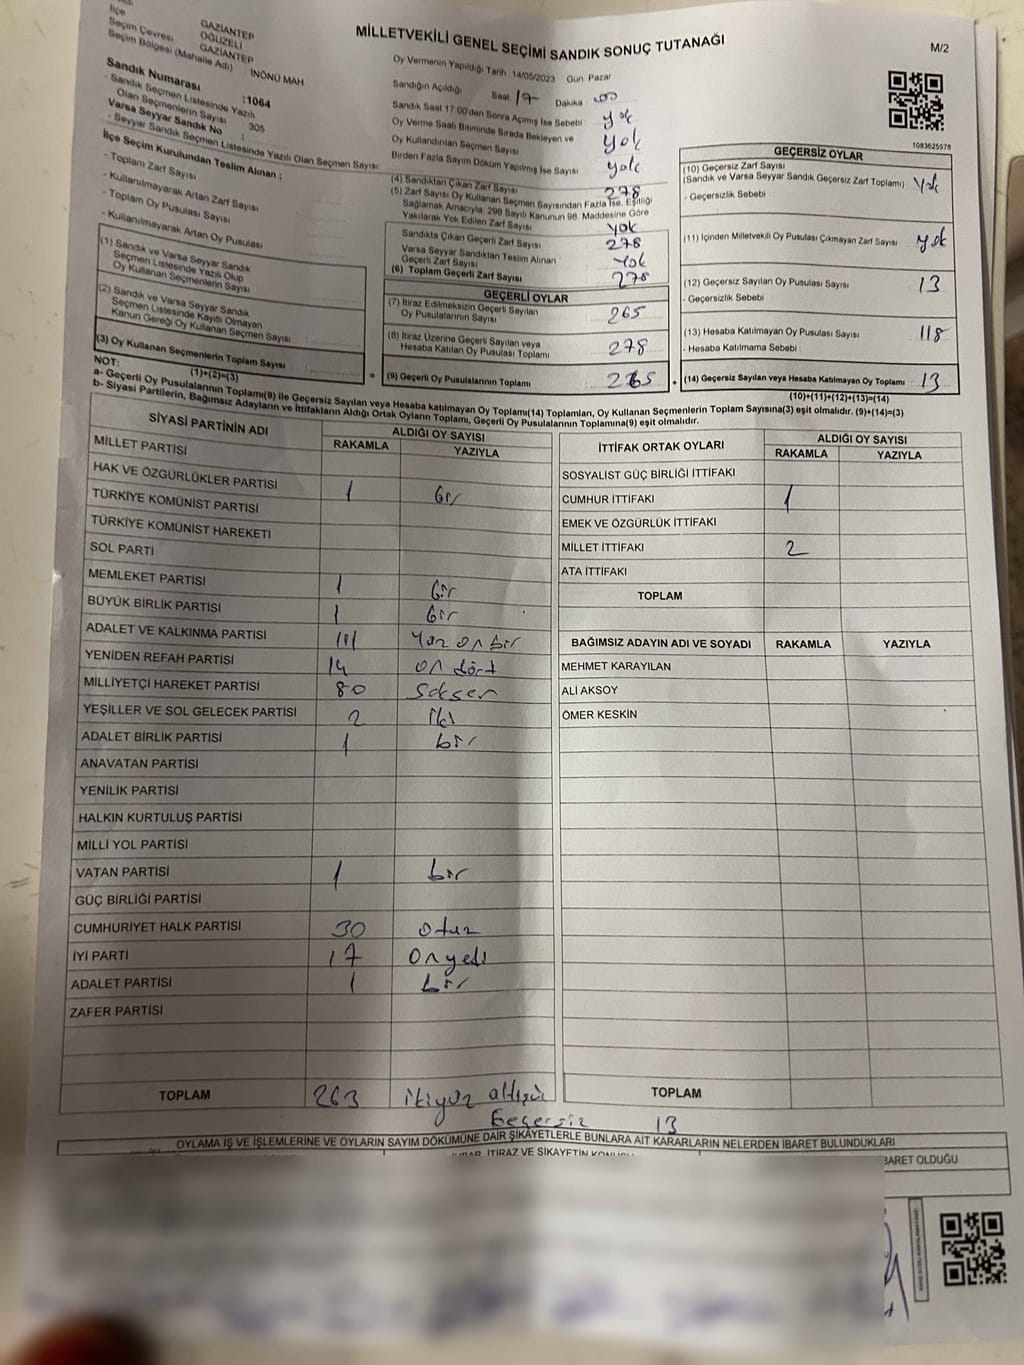 MİLLETVEKİLİ GENEL SEÇİMİ SANDIK SONUÇ TUTANAĞI
M/2
İlçe
Seçim Çevresi
Seçim Bölgesi (Mahalle Adı)
GAZİANTEP
OĞUZELİ
GAZİANTEP
İNÖNÜ MAH
Sandık Numarası :1064
- Sandık Seçmen Listesinde Yazılı
Olan Seçmenlerin Sayısı : 305
Varsa Seyyar Sandık No :
- Seyyar Sandık Seçmen Listesinde Yazılı Olan Seçmen Sayısı:
İlçe Seçim Kurulundan Teslim Alınan ;
- Toplam Zarf Sayısı
- Kullanılmayarak Artan Zarf Sayısı
- Toplam Oy Pusulası Sayısı
- Kullanılmayarak Artan Oy Pusulası
(1) Sandık ve Varsa Seyyar Sandık
Seçmen Listesinde Yazılı Olup
Oy Kullanan Seçmenlerin Sayısı
(2) Sandık ve Varsa Seyyar Sandık
Seçmen Listesinde Kayıtlı Olmayan
Kanun Gereği Oy Kullanan Seçmen Sayısı
(3) Oy Kullanan Seçmenlerin Toplam Sayısı
(1)+(2)=(3)
Oy Vermenin Yapıldığı Tarih 14/05/2023 Gün Pazar
Sandığın Açıldığı Saat 17 Dakika 00
Sandık Saat 17.00'den Sonra Açımış İse Sebebi yok
Oy Verme Saati Bitiminde Sırada Bekleyen ve
Oy Kullandırılan Seçmen Sayısı yok
Birden Fazla Sayım Döküm Yapılmış İse Sayısı yok
(4) Sandıktan Çıkan Zarf Sayısı 278
(5) Zarf Sayısı Oy Kullanan Seçmen Sayısından Fazla İse, Eşitliği
Sağlamak Amacıyla, 298 Sayılı Kanunun 98. Maddesine Göre
Yakılarak Yok Edilen Zarf Sayısı yok
Sandıkta Çıkan Geçerli Zarf Sayısı 278
Varsa Seyyar Sandıktan Teslim Alınan
Geçerli Zarf Sayısı Yok
(6) Toplam Geçerli Zarf Sayısı 278
GEÇERLİ OYLAR
(7) İtiraz Edilmeksizin Geçerli Sayılan
Oy Pusulalarının Sayısı 265
(8) İtiraz Üzerine Geçerli Sayılan veya
Hesaba Katılan Oy Pusulası Toplamı 278
(9) Geçerli Oy Pusulalarının Toplamı 265
1083625578
GEÇERSİZ OYLAR
(10) Geçersiz Zarf Sayısı
(Sandık ve Varsa Seyyar Sandık Geçersiz Zarf Toplamı) : Yok
- Geçersizlik Sebebi
(11) İçinden Milletvekili Oy Pusulası Çıkmayan Zarf Sayısı yok
(12) Geçersiz Sayılan Oy Pusulası Sayısı 13
- Geçersizlik Sebebi :
(13) Hesaba Katılmayan Oy Pusulası Sayısı 118
- Hesaba Katılmama Sebebi :
(14) Geçersiz Sayılan veya Hesaba Katılmayan Oy Toplamı : 13
(10)+(11)+(12)+(13)=(14)
NOT:
a- Geçerli Oy Pusulalarının Toplamı(9) ile Geçersiz Sayılan veya Hesaba katılmayan Oy Toplamı(14) Toplamları, Oy Kullanan Seçmenlerin Toplam Sayısına(3) eşit olmalıdır. (9)+(14)=(3)
b- Siyasi Partilerin, Bağımsız Adayların ve İttifakların Aldığı Ortak Oyların Toplamı, Geçerli Oy Pusulalarının Toplamına(9) eşit olmalıdır.
SİYASİ PARTİNİN ADI
ALDIĞI OY SAYISI
RAKAMLA YAZIYLA
MİLLET PARTİSİ
HAK VE ÖZGÜRLÜKLER PARTİSİ 1 bir
TÜRKİYE KOMÜNİST PARTİSİ
TÜRKİYE KOMÜNİST HAREKETİ
SOL PARTİ
MEMLEKET PARTİSİ 1 bir
BÜYÜK BİRLİK PARTİSİ 1 bir
ADALET VE KALKINMA PARTİSİ 111 Yüz on bir
YENİDEN REFAH PARTİSİ 14 on dört
MİLLİYETÇİ HAREKET PARTİSİ 80 Seksen
YEŞİLLER VE SOL GELECEK PARTİSİ 2 iki
ADALET BİRLİK PARTİSİ 1 bir
ANAVATAN PARTİSİ
YENİLİK PARTİSİ
HALKIN KURTULUŞ PARTİSİ
MİLLİ YOL PARTİSİ
VATAN PARTİSİ 1 bir
GÜÇ BİRLİĞİ PARTİSİ
CUMHURİYET HALK PARTİSİ 30 otuz
İYİ PARTİ 17 onyedi
ADALET PARTİSİ 1 bir
ZAFER PARTİSİ
TOPLAM 263 ikiyüz altmışüç
İTTİFAK ORTAK OYLARI
ALDIĞI OY SAYISI
RAKAMLA YAZIYLA
SOSYALİST GÜÇ BİRLİĞİ İTTİFAKI
CUMHUR İTTİFAKI 1
EMEK VE ÖZGÜRLÜK İTTİFAKI
MİLLET İTTİFAKI 2
ATA İTTİFAKI
TOPLAM
BAĞIMSIZ ADAYIN ADI VE SOYADI RAKAMLA YAZIYLA
MEHMET KARAYILAN
ALİ AKSOY
ÖMER KESKİN
TOPLAM
Geçersiz 13
OYLAMA İŞ VE İŞLEMLERİNE VE OYLARIN SAYIM DÖKÜMÜNE DAİR ŞİKAYETLERLE BUNLARA AİT KARARLARIN NELERDEN İBARET BULUNDUKLARI
İTİRAZ VE ŞİKAYETİN KONUSU
BARET OLDUĞU